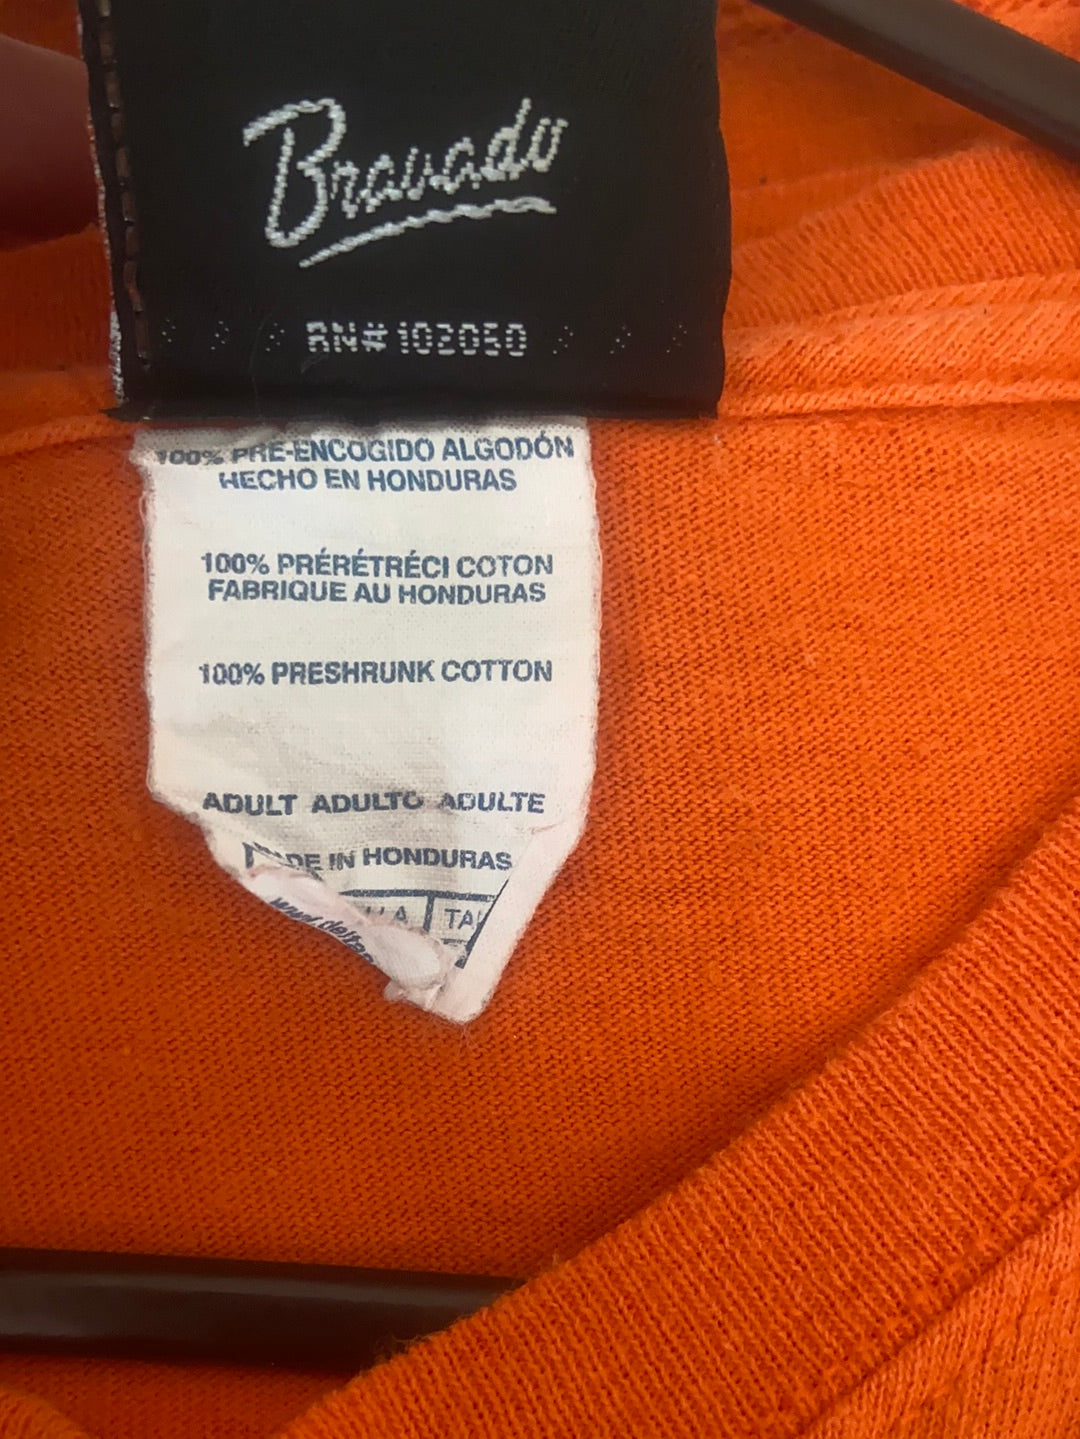 Bravado
RN#102050
100% PRE-ENCOGIDO ALGODÓN
HECHO EN HONDURAS
100% PRÉRÉTRÉCI COTON
FABRIQUE AU HONDURAS
100% PRESHRUNK COTTON
ADULT ADULTO ADULTE
IN HONDURAS